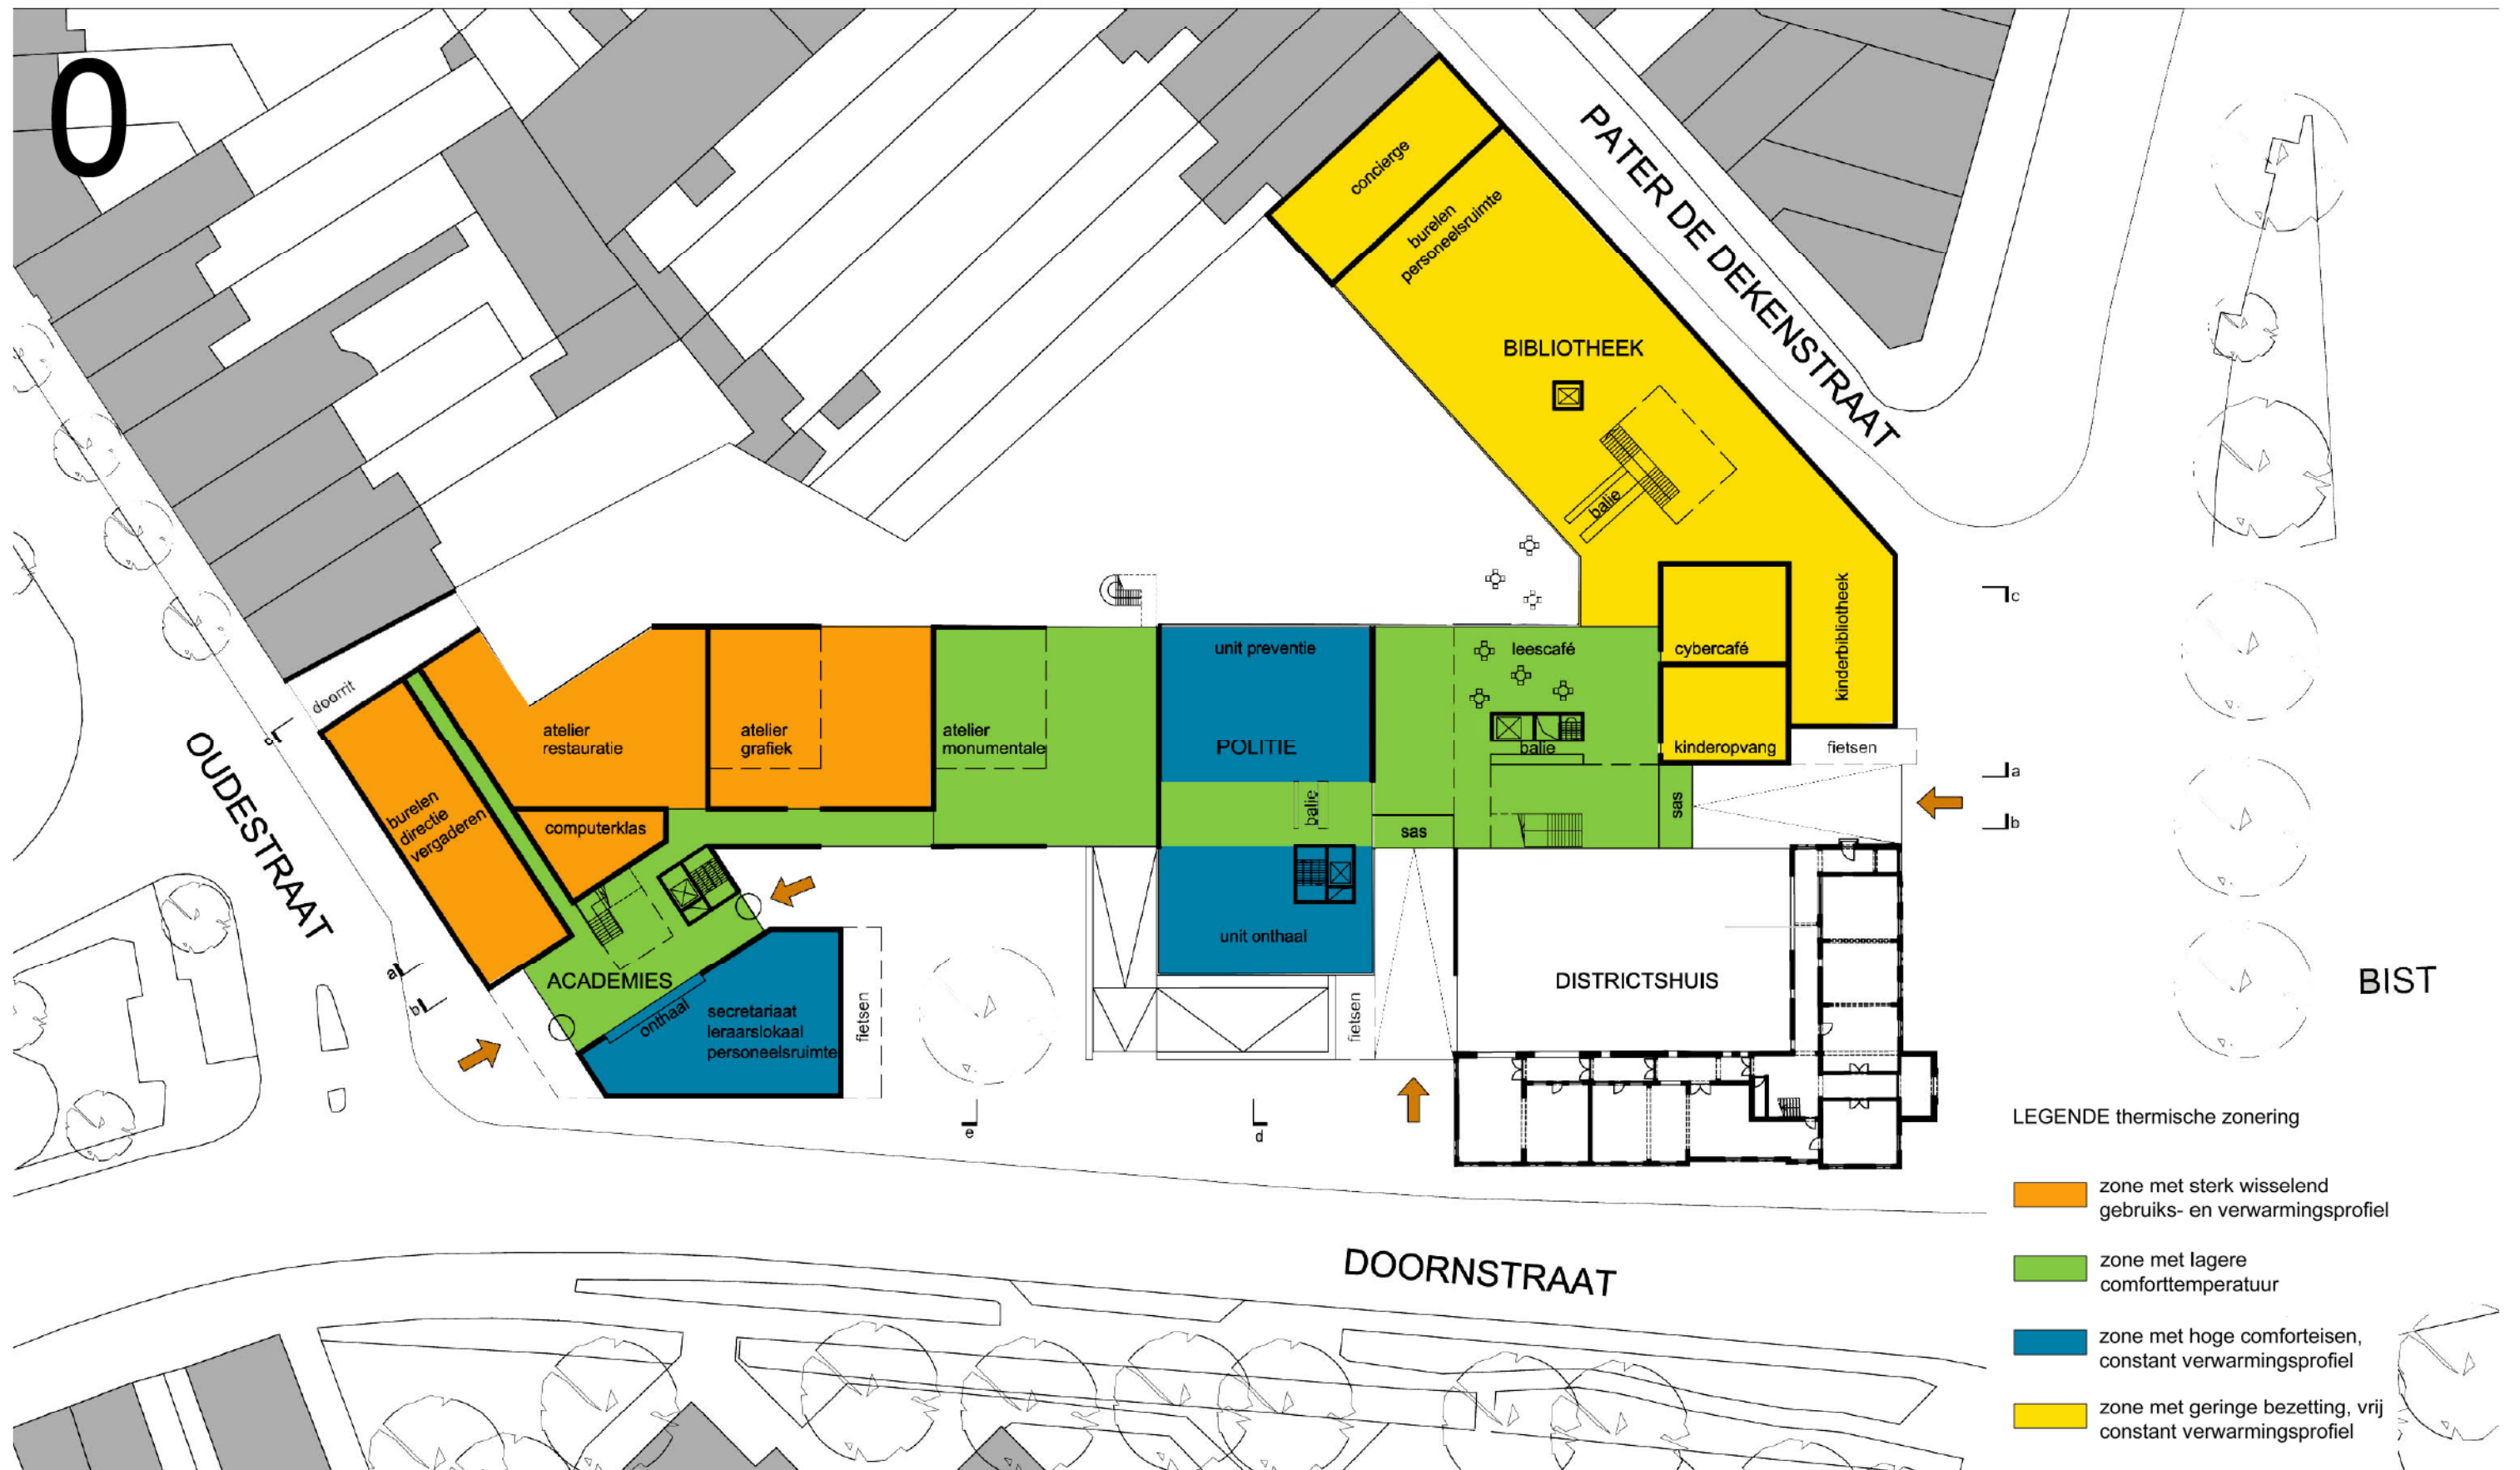 0
PATER DE DEKENSTRAAT
concierge
burelen
personeelsruimte
BIBLIOTHEEK
balie
kinderbibliotheek
cybercafé
kinderopvang
fietsen
leescafé
balie
sas
sas
unit preventie
POLITIE
balie
unit onthaal
atelier
monumentale
atelier
grafiek
atelier
restauratie
computerklas
doorrit
burelen
directie
vergaderen
OUDESTRAAT
ACADEMIES
onthaal
secretariaat
leraarslokaal
personeelsruimte
fietsen
fietsen
DISTRICTSHUIS
BIST
c
a
b
c
a
b
e
d
DOORNSTRAAT
LEGENDE thermische zonering
zone met sterk wisselend
gebruiks- en verwarmingsprofiel
zone met lagere
comforttemperatuur
zone met hoge comforteisen,
constant verwarmingsprofiel
zone met geringe bezetting, vrij
constant verwarmingsprofiel